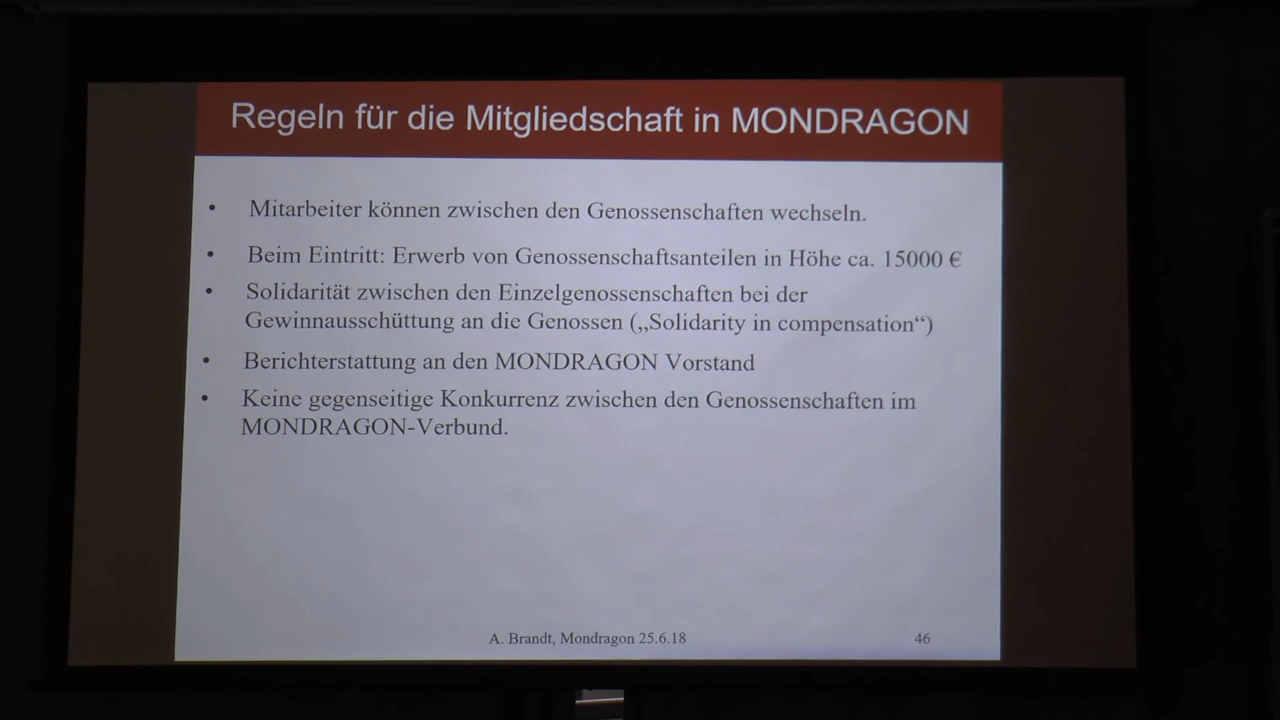 Regeln für die Mitgliedschaft in MONDRAGON
• Mitarbeiter können zwischen den Genossenschaften wechseln.
• Beim Eintritt: Erwerb von Genossenschaftsanteilen in Höhe ca. 15000 €
• Solidarität zwischen den Einzelgenossenschaften bei der
Gewinnausschüttung an die Genossen („Solidarity in compensation“)
• Berichterstattung an den MONDRAGON Vorstand
• Keine gegenseitige Konkurrenz zwischen den Genossenschaften im
MONDRAGON-Verbund.
A. Brandt, Mondragon 25.6.18 46